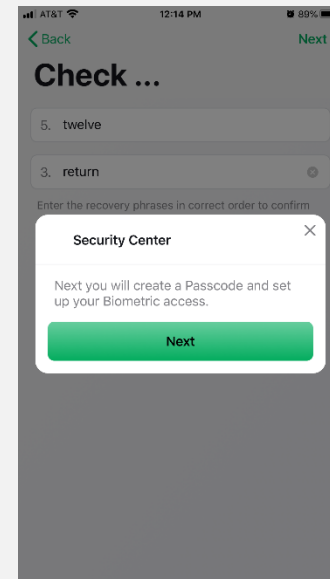 AT&T 12:14 PM 89%
Back Next
Check ...
5. twelve
3. return
Enter the recovery phrases in correct order to confirm
Security Center
Next you will create a Passcode and set
up your Biometric access.
Next